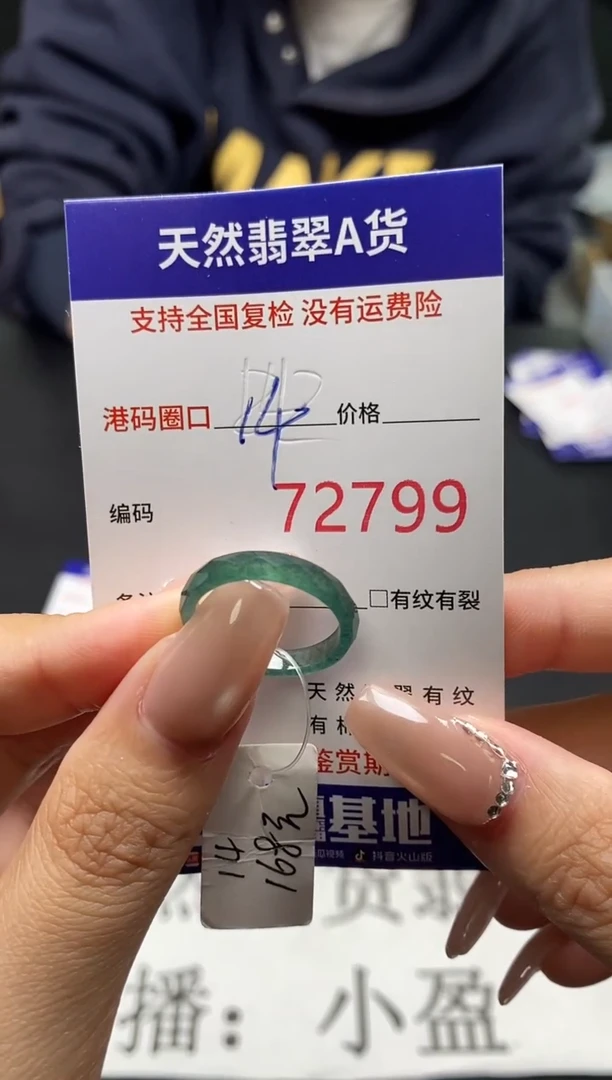 天然翡翠A货
支持全国复检 没有运费险
港码圈口 14 价格
编码 72799
□有纹有裂
天然 翠有纹
有
鉴赏期
基地
抖音火山版
14
168元
播：小盈